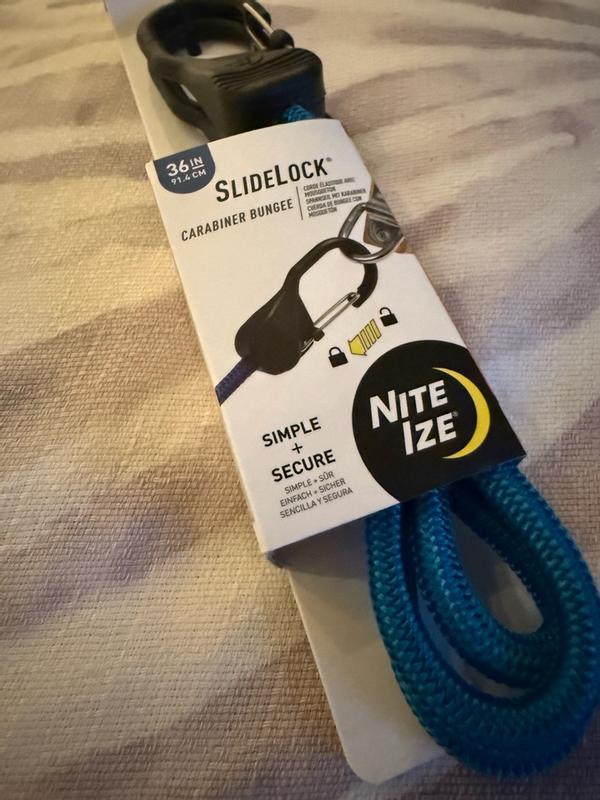 36 IN
91.4 CM
SLIDELOCK®
CARABINER BUNGEE
CORDE ÉLASTIQUE AVEC
MOUSQUETON
SPANNSEIL MIT KARABINER
CUERDA DE BUNGEE CON
MOSQUETÓN
NITE
IZE®
SIMPLE
+
SECURE
SIMPLE + SÛR
EINFACH + SICHER
SENCILLA Y SEGURA